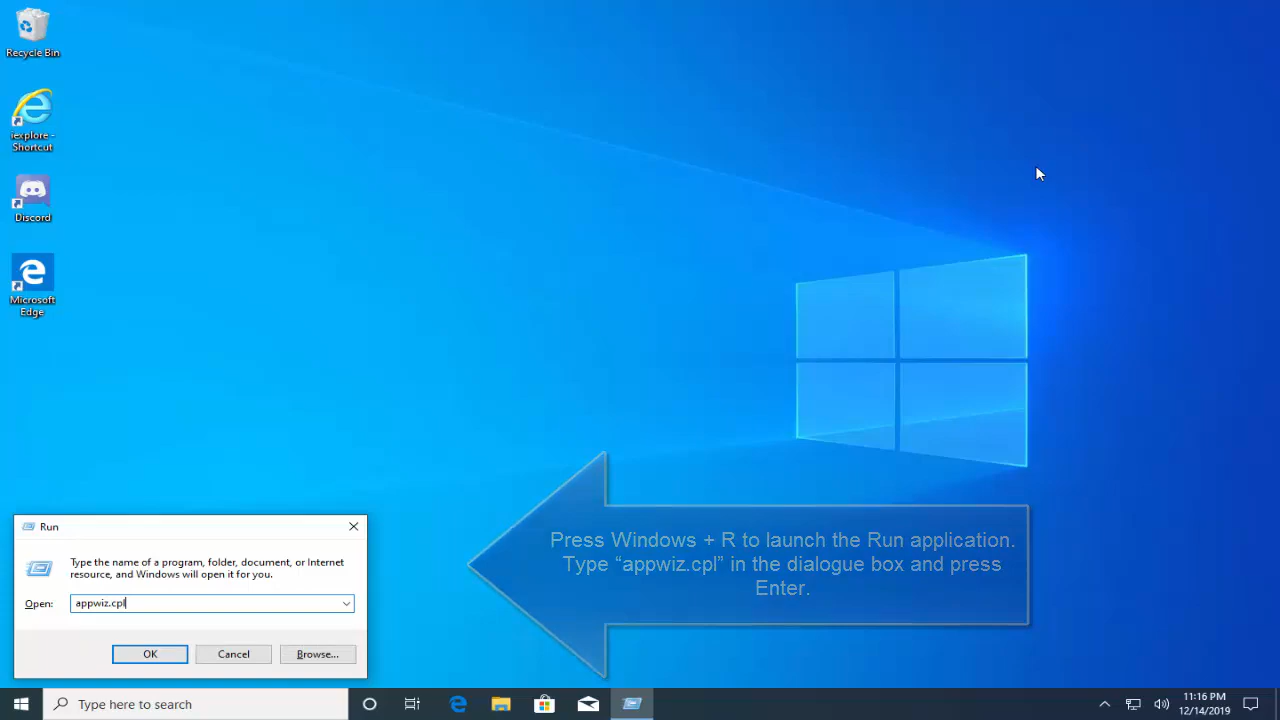 Recycle Bin
iexplore -
Shortcut
Discord
Microsoft
Edge
Press Windows + R to launch the Run application.
Type “appwiz.cpl” in the dialogue box and press
Enter.
Run
Type the name of a program, folder, document, or Internet
resource, and Windows will open it for you.
Open: appwiz.cpl
OK Cancel Browse...
Type here to search
11:16 PM
12/14/2019